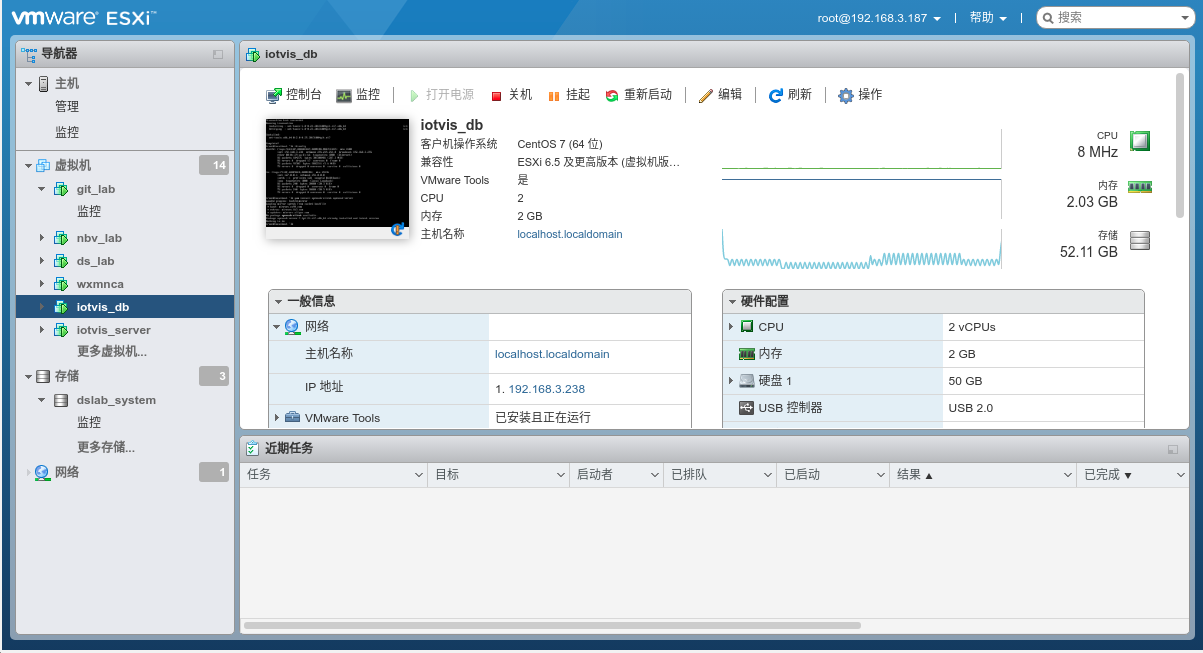 vmware ESXi™
root@192.168.3.187 | 帮助 | 搜索
导航器
主机
管理
监控
虚拟机 14
git_lab
监控
nbv_lab
ds_lab
wxmnca
iotvis_db
iotvis_server
更多虚拟机...
存储 3
dslab_system
监控
更多存储...
网络 1
iotvis_db
控制台 监控 打开电源 关机 挂起 重新启动 编辑 刷新 操作
iotvis_db
客户机操作系统 CentOS 7 (64 位)
兼容性 ESXi 6.5 及更高版本 (虚拟机版...
VMware Tools 是
CPU 2
内存 2 GB
主机名称 localhost.localdomain
CPU
8 MHz
内存
2.03 GB
存储
52.11 GB
一般信息
网络
主机名称 localhost.localdomain
IP 地址 1. 192.168.3.238
VMware Tools 已安装且正在运行
硬件配置
CPU 2 vCPUs
内存 2 GB
硬盘 1 50 GB
USB 控制器 USB 2.0
近期任务
任务 目标 启动者 已排队 已启动 结果 ▲ 已完成 ▼